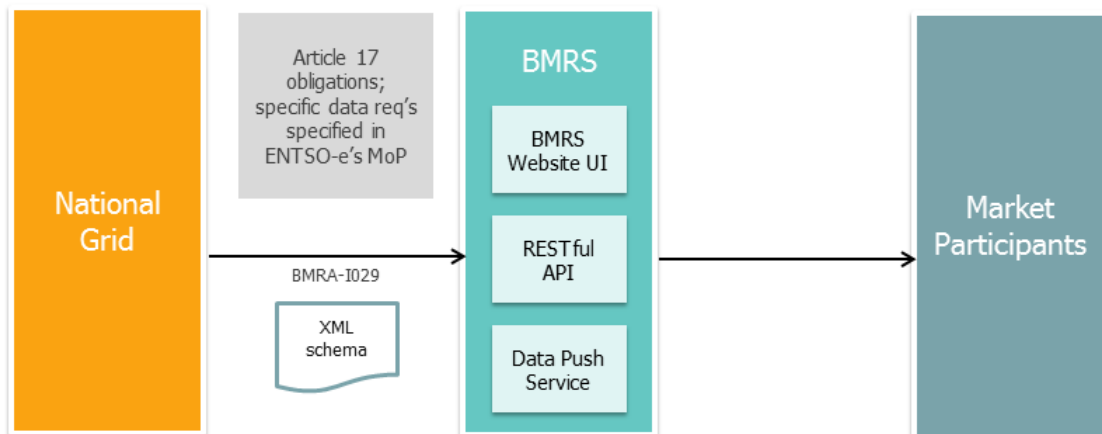 National
Grid
Article 17
obligations;
specific data req's
specified in
ENTSO-e's MoP
BMRA-I029
XML
schema
BMRS
BMRS
Website UI
RESTful
API
Data Push
Service
Market
Participants